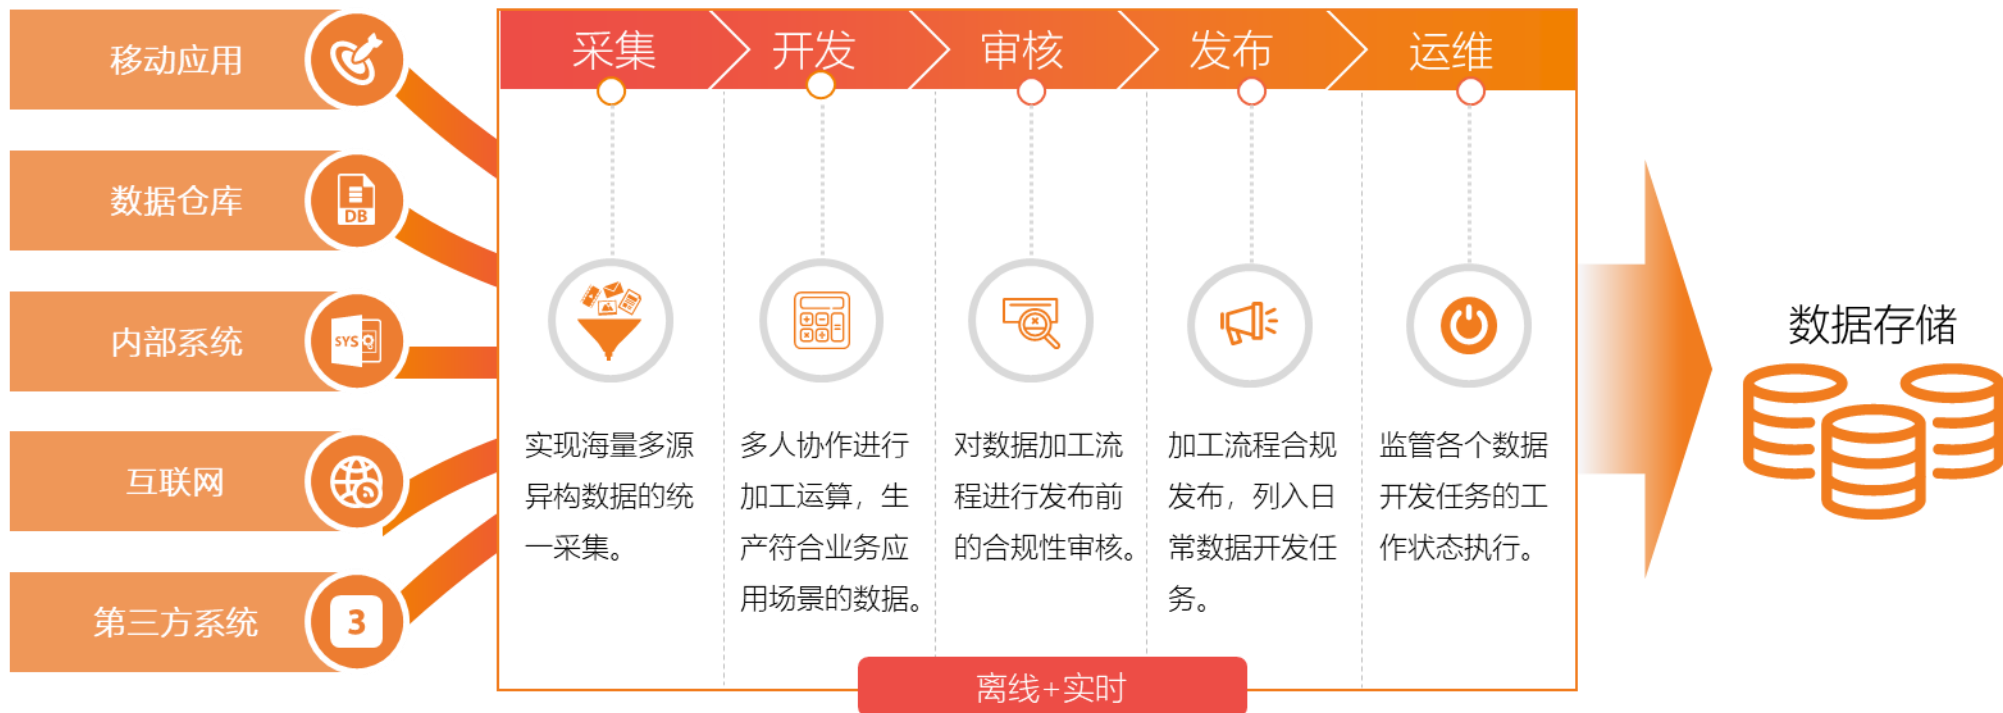 移动应用
数据仓库
DB
内部系统
SYS
互联网
第三方系统
3
采集
开发
审核
发布
运维
实现海量多源
异构数据的统
一采集。
多人协作进行
加工运算，生
产符合业务应
用场景的数据。
对数据加工流
程进行发布前
的合规性审核。
加工流程合规
发布，列入日
常数据开发任
务。
监管各个数据
开发任务的工
作状态执行。
离线+实时
数据存储